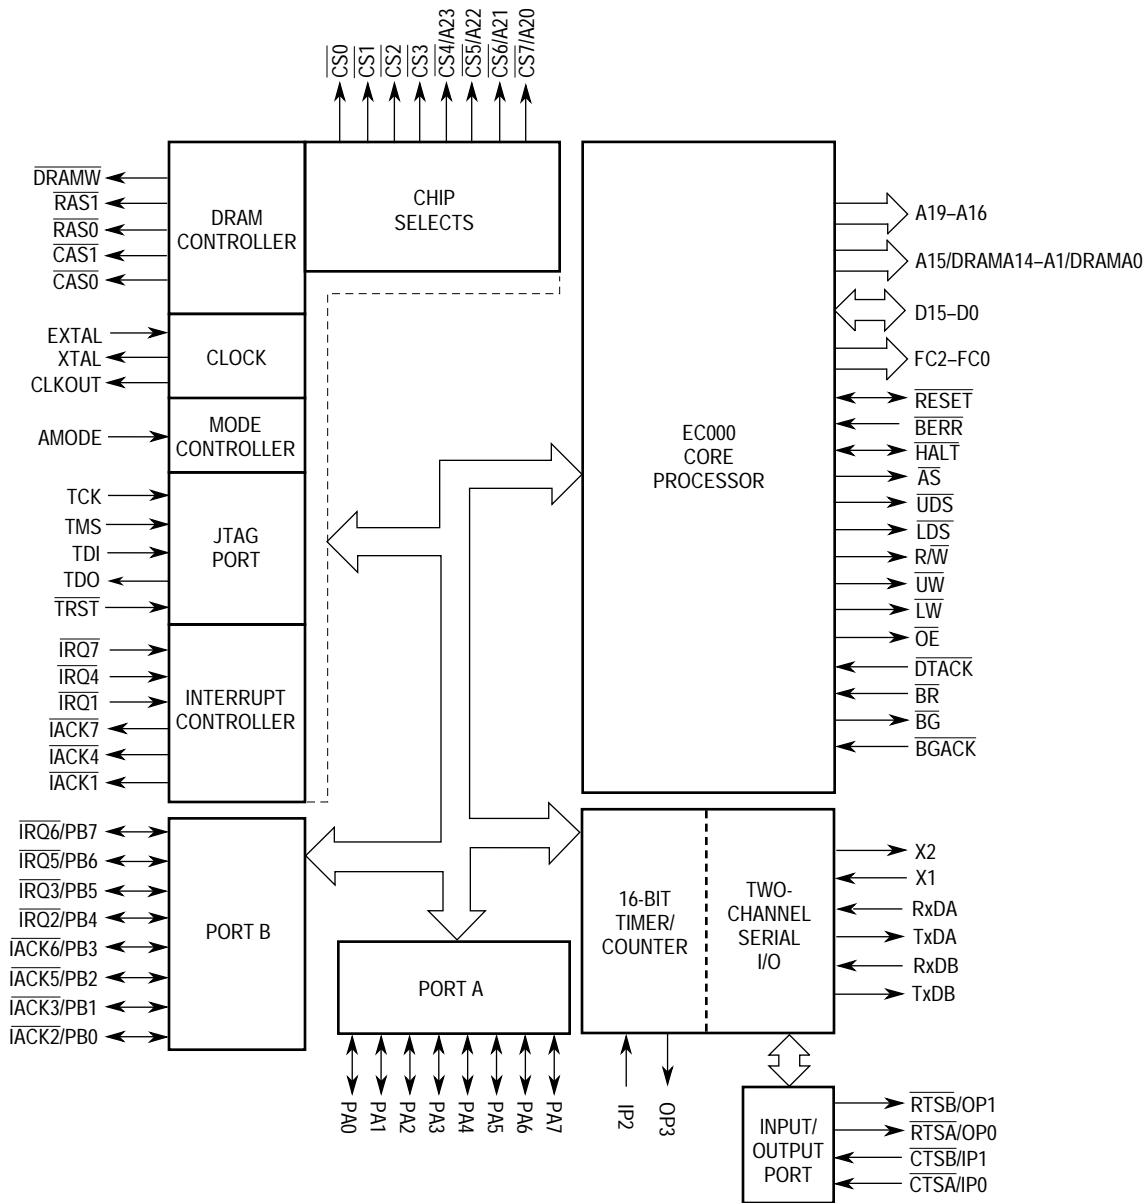 CS0
CS1
CS2
CS3
CS4/A23
CS5/A22
CS6/A21
CS7/A20
DRAMW
RAS1
RAS0
CAS1
CAS0
DRAM
CONTROLLER
CHIP
SELECTS
EXTAL
XTAL
CLKOUT
CLOCK
AMODE
MODE
CONTROLLER
TCK
TMS
TDI
TDO
TRST
JTAG
PORT
IRQ7
IRQ4
IRQ1
IACK7
IACK4
IACK1
INTERRUPT
CONTROLLER
EC000
CORE
PROCESSOR
A19–A16
A15/DRAMA14–A1/DRAMA0
D15–D0
FC2–FC0
RESET
BERR
HALT
AS
UDS
LDS
R/W
UW
LW
OE
DTACK
BR
BG
BGACK
IRQ6/PB7
IRQ5/PB6
IRQ3/PB5
IRQ2/PB4
IACK6/PB3
IACK5/PB2
IACK3/PB1
IACK2/PB0
PORT B
PORT A
PA0
PA1
PA2
PA3
PA4
PA5
PA6
PA7
16-BIT
TIMER/
COUNTER
TWO-
CHANNEL
SERIAL
I/O
X2
X1
RxDA
TxDA
RxDB
TxDB
IP2
OP3
INPUT/
OUTPUT
PORT
RTSB/OP1
RTSA/OP0
CTSB/IP1
CTSA/IP0